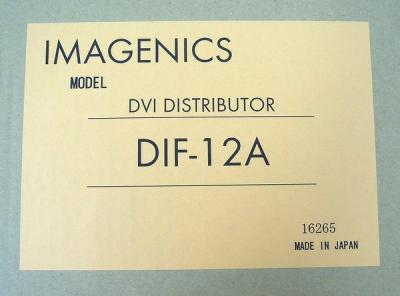 IMAGENICS
MODEL
DVI DISTRIBUTOR
DIF-12A
16265
MADE IN JAPAN